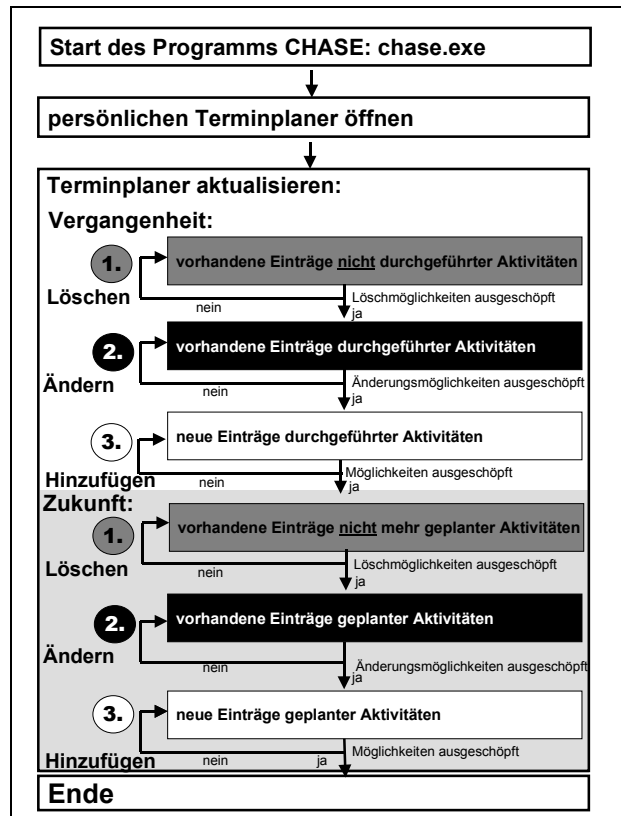 Start des Programms CHASE: chase.exe
persönlichen Terminplaner öffnen
Terminplaner aktualisieren:
Vergangenheit:
1.
vorhandene Einträge nicht durchgeführter Aktivitäten
Löschen
nein
Löschmöglichkeiten ausgeschöpft
ja
2.
vorhandene Einträge durchgeführter Aktivitäten
Ändern
nein
Änderungsmöglichkeiten ausgeschöpft
ja
3.
neue Einträge durchgeführter Aktivitäten
Hinzufügen
nein
Möglichkeiten ausgeschöpft
ja
Zukunft:
1.
vorhandene Einträge nicht mehr geplanter Aktivitäten
Löschen
nein
Löschmöglichkeiten ausgeschöpft
ja
2.
vorhandene Einträge geplanter Aktivitäten
Ändern
nein
Änderungsmöglichkeiten ausgeschöpft
ja
3.
neue Einträge geplanter Aktivitäten
Hinzufügen
nein
ja
Möglichkeiten ausgeschöpft
Ende